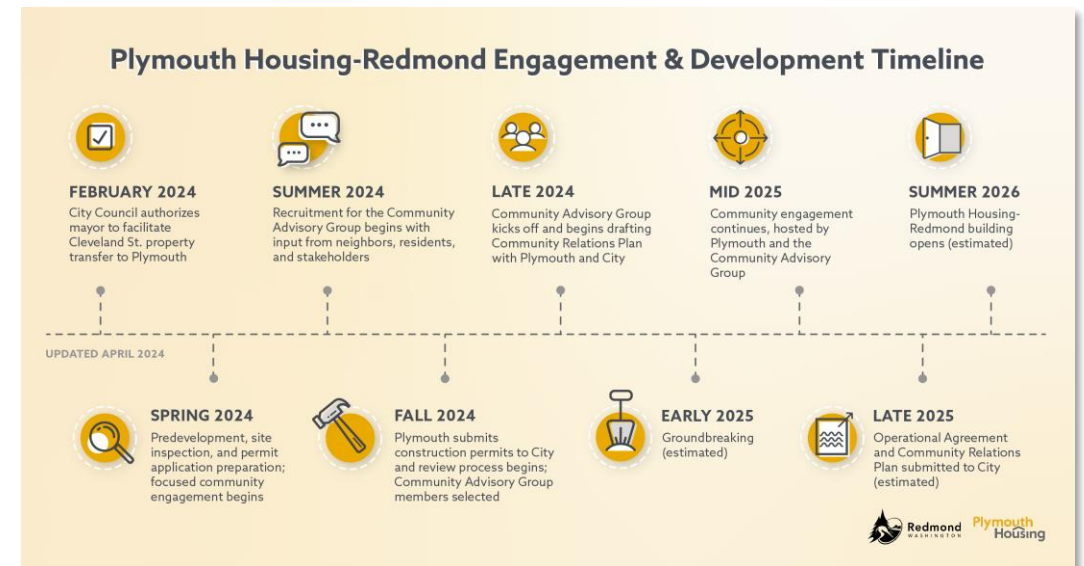 Plymouth Housing-Redmond Engagement & Development Timeline
FEBRUARY 2024
City Council authorizes
mayor to facilitate
Cleveland St. property
transfer to Plymouth
SUMMER 2024
Recruitment for the Community
Advisory Group begins with
input from neighbors, residents,
and stakeholders
LATE 2024
Community Advisory Group
kicks off and begins drafting
Community Relations Plan
with Plymouth and City
MID 2025
Community engagement
continues, hosted by
Plymouth and the
Community Advisory
Group
SUMMER 2026
Plymouth Housing-
Redmond building
opens (estimated)
UPDATED APRIL 2024
SPRING 2024
Predevelopment, site
inspection, and permit
application preparation;
focused community
engagement begins
FALL 2024
Plymouth submits
construction permits to City
and review process begins;
Community Advisory Group
members selected
EARLY 2025
Groundbreaking
(estimated)
LATE 2025
Operational Agreement
and Community Relations
Plan submitted to City
(estimated)
Redmond
WASHINGTON
Plymouth
Housing